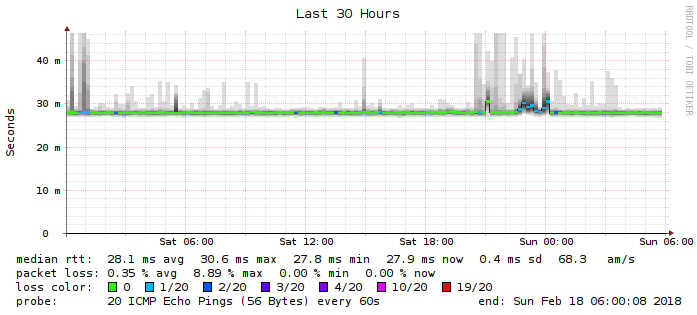 Last 30 Hours
RRDTOOL / TOBI OETIKER
Seconds
40 m
30 m
20 m
10 m
0
Sat 06:00 Sat 12:00 Sat 18:00 Sun 00:00 Sun 06:00
median rtt: 28.1 ms avg 30.6 ms max 27.8 ms min 27.9 ms now 0.4 ms sd 68.3 am/s
packet loss: 0.35 % avg 8.89 % max 0.00 % min 0.00 % now
loss color: 0 1/20 2/20 3/20 4/20 10/20 19/20
probe: 20 ICMP Echo Pings (56 Bytes) every 60s end: Sun Feb 18 06:00:08 2018